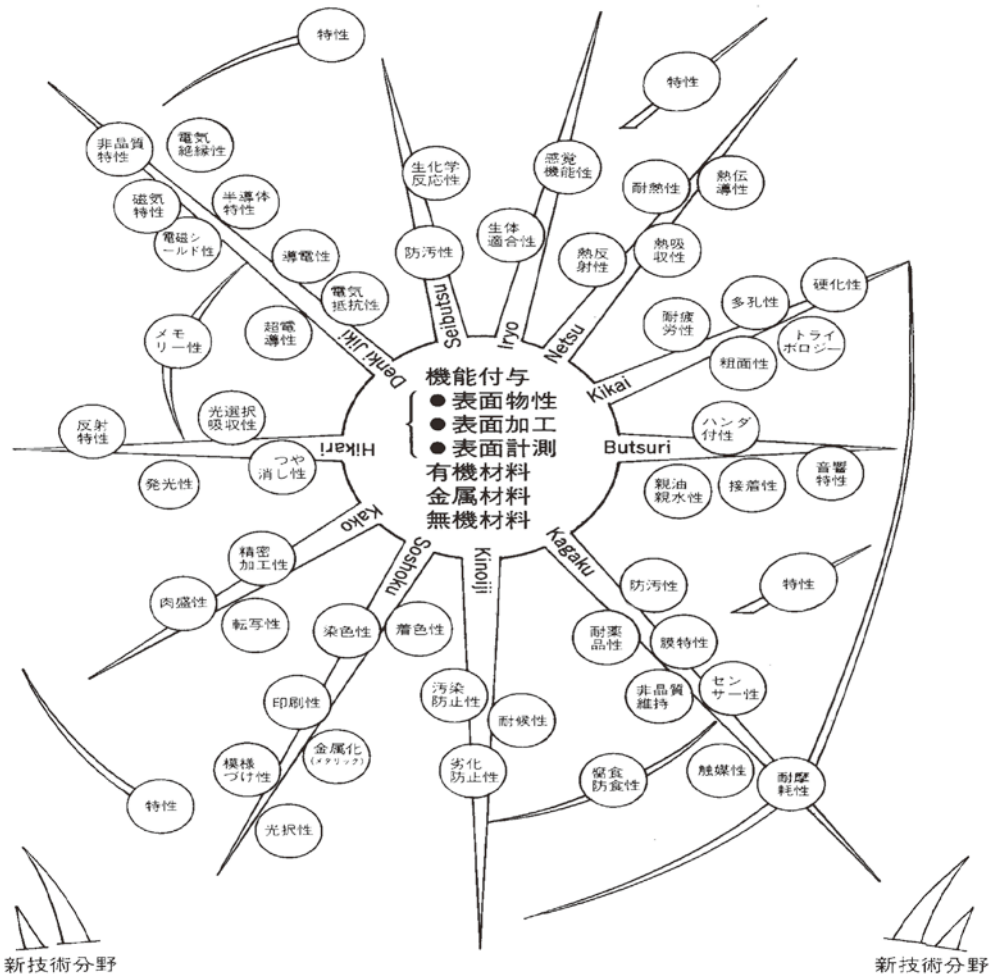 特性
特性
非品質
特性
電気
絶縁性
磁気
特性
半導体
特性
電磁シ
ールド性
導電性
電気
抵抗性
超電
導性
メモ
リー性
生化学
反応性
防汚性
感覚
機能性
生体
適合性
耐熱性
熱伝
導性
熱反
射性
熱吸
収性
硬化性
多孔性
耐疲
労性
トライ
ボロジー
粗面性
Denki Jiki
Seibutsu
Iryo
Netsu
Kikai
機能付与
●表面物性
●表面加工
●表面計測
有機材料
金属材料
無機材料
反射
特性
光選択
吸収性
つや
消し性
発光性
Hikari
Butsuri
ハンダ
付性
親油
親水性
接着性
音響
特性
Kako
Soshoku
Kinoiji
Kagaku
精密
加工性
肉盛性
転写性
染色性
着色性
印刷性
模様
づけ性
金属化
(メタリック)
光択性
汚染
防止性
耐候性
劣化
防止性
防汚性
耐薬
品性
膜特性
非品質
維持
セン
サー性
腐食
防食性
触媒性
耐摩
耗性
特性
特性
新技術分野
新技術分野